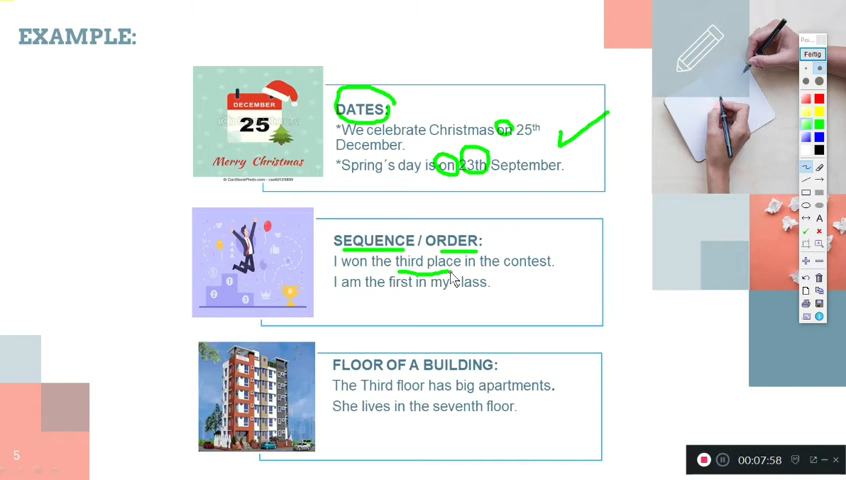 EXAMPLE:
DECEMBER
25
Merry Christmas
DATES:
*We celebrate Christmas on 25th
December.
*Spring´s day is on 23th September.
SEQUENCE / ORDER:
I won the third place in the contest.
I am the first in my class.
FLOOR OF A BUILDING:
The Third floor has big apartments.
She lives in the seventh floor.
5
Fertig
A
00:07:58